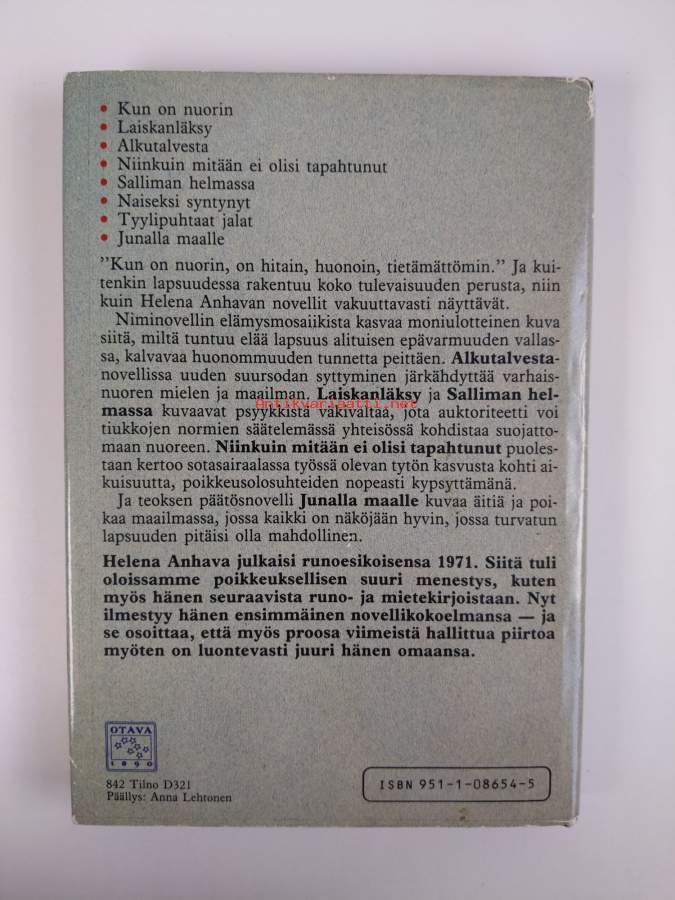 • Kun on nuorin
• Laiskanläksy
• Alkutalvesta
• Niinkuin mitään ei olisi tapahtunut
• Salliman helmassa
• Naiseksi syntynyt
• Tyylipuhtaat jalat
• Junalla maalle
”Kun on nuorin, on hitain, huonoin, tietämättömin.” Ja kui-
tenkin lapsuudessa rakentuu koko tulevaisuuden perusta, niin
kuin Helena Anhavan novellit vakuuttavasti näyttävät.
Niminovellin elämysmosaiikista kasvaa moniulotteinen kuva
siitä, miltä tuntuu elää lapsuus alituisen epävarmuuden vallas-
sa, kalvavaa huonommuuden tunnetta peittäen. Alkutalvesta-
novellissa uuden suursodan syttyminen järkähdyttää varhais-
nuoren mielen ja maailman. Laiskanläksy ja Salliman hel-
massa kuvaavat psyykkistä väkivaltaa, jota auktoriteetti voi
antikvariaatti.net
tiukkojen normien säätelemässä yhteisössä kohdistaa suojatto-
maan nuoreen. Niinkuin mitään ei olisi tapahtunut puoles-
taan kertoo sotasairaalassa työssä olevan tytön kasvusta kohti ai-
kuisuutta, poikkeusolosuhteiden nopeasti kypsyttämänä.
Ja teoksen päätösnovelli Junalla maalle kuvaa äitiä ja poi-
kaa maailmassa, jossa kaikki on näköjään hyvin, jossa turvatun
lapsuuden pitäisi olla mahdollinen.
Helena Anhava julkaisi runoesikoisensa 1971. Siitä tuli
oloissamme poikkeuksellisen suuri menestys, kuten
myös hänen seuraavista runo- ja mietekirjoistaan. Nyt
ilmestyy hänen ensimmäinen novellikokoelmansa — ja
se osoittaa, että myös proosa viimeistä hallittua piirtoa
myöten on luontevasti juuri hänen omaansa.
OTAVA
1890
842 Tiino D321
Päällys: Anna Lehtonen
ISBN 951-1-08654-5